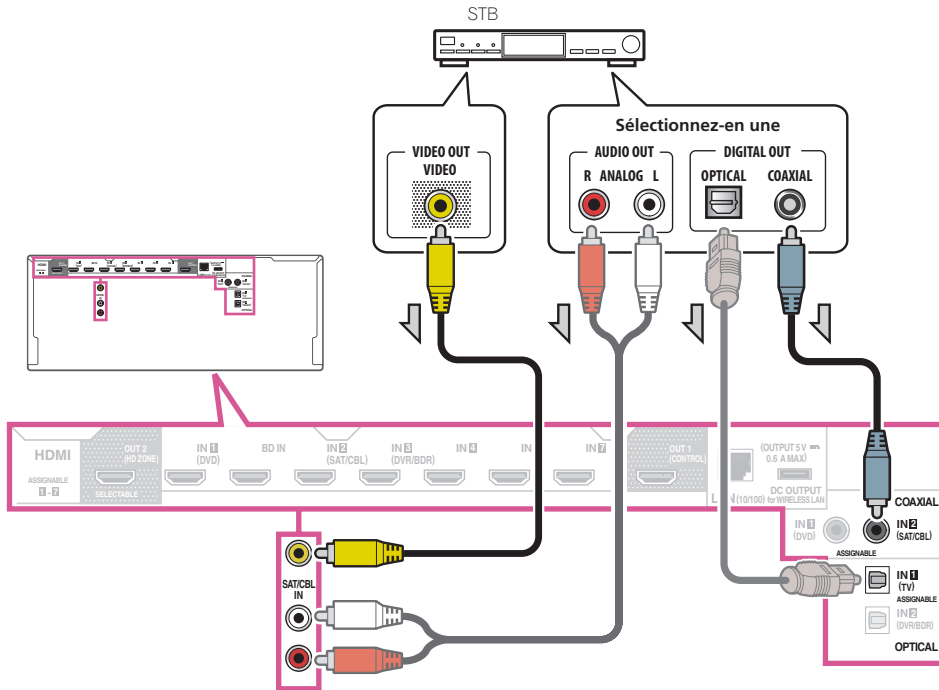 STB
Sélectionnez-en une
VIDEO OUT
VIDEO
AUDIO OUT
R ANALOG L
DIGITAL OUT
OPTICAL COAXIAL
HDMI
ASSIGNABLE
1 - 7
OUT 2
(HD ZONE)
SELECTABLE
IN 1
(DVD)
BD IN
IN 2
(SAT/CBL)
IN 3
(DVR/BDR)
IN 4
IN
IN 7
OUT 1
(CONTROL)
(OUTPUT 5 V
0.6 A MAX)
DC OUTPUT
(10/100) for WIRELESS LAN
COAXIAL
IN 1
(DVD)
IN 2
(SAT/CBL)
ASSIGNABLE
SAT/CBL
IN
IN 1
(TV)
ASSIGNABLE
IN 2
(DVR/BDR)
OPTICAL